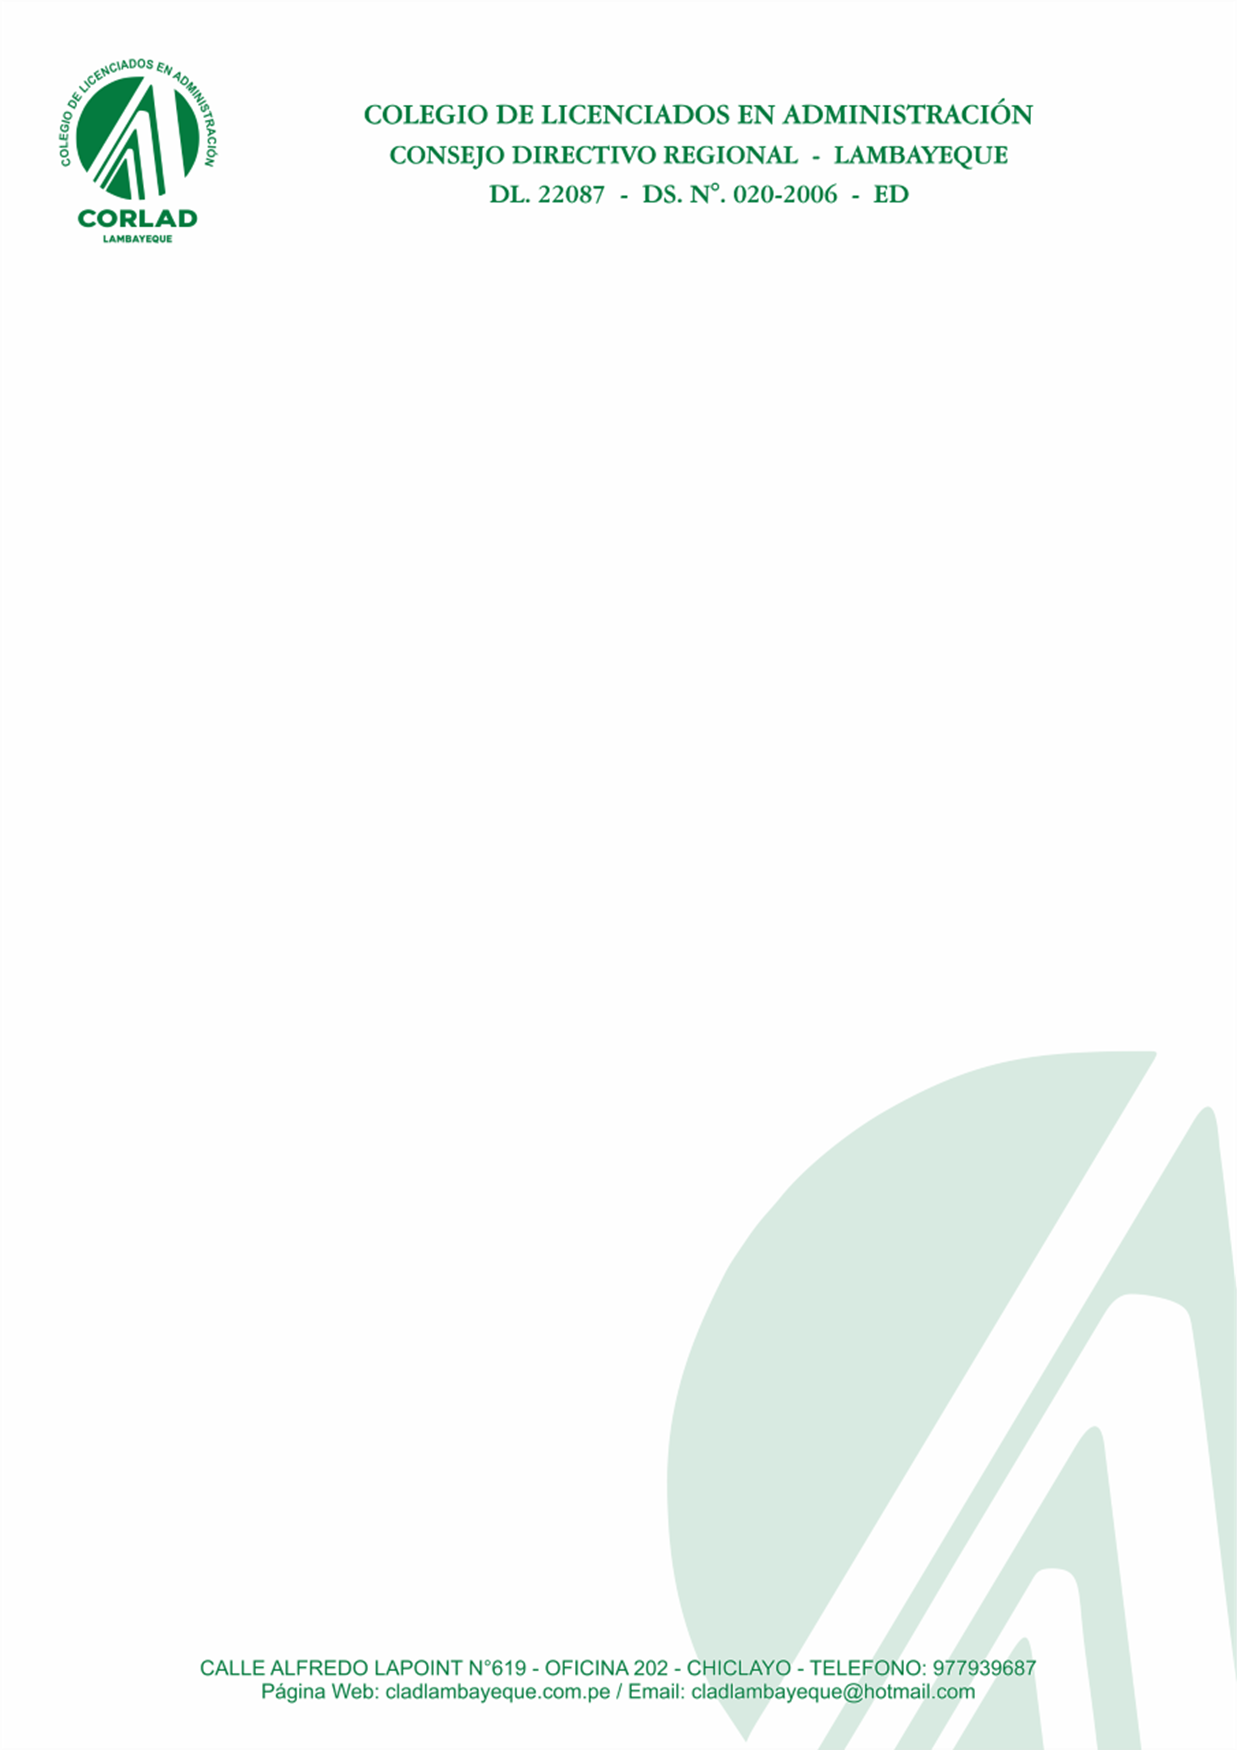 COLEGIO DE LICENCIADOS EN ADMINISTRACIÓN
CORLAD
LAMBAYEQUE
COLEGIO DE LICENCIADOS EN ADMINISTRACIÓN
CONSEJO DIRECTIVO REGIONAL - LAMBAYEQUE
DL. 22087 - DS. N°. 020-2006 - ED
CALLE ALFREDO LAPOINT N°619 - OFICINA 202 - CHICLAYO - TELEFONO: 977939687
Página Web: cladlambayeque.com.pe / Email: cladlambayeque@hotmail.com